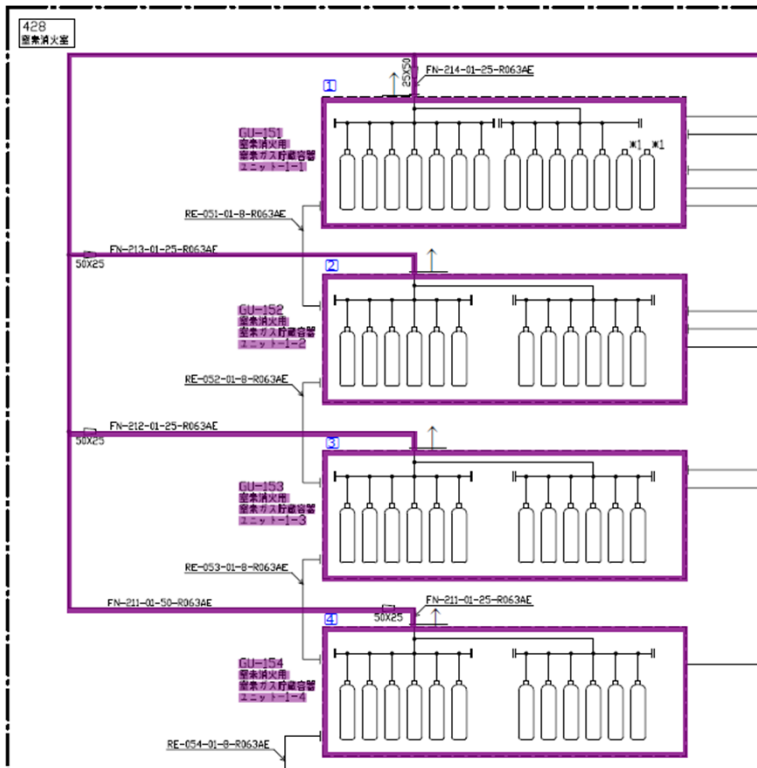 428
窒素消火室
25X50
FN-214-01-25-R063AE
1
GU-151
窒素消火用
窒素ガス貯蔵容器
ユニット-1-1
*1 *1
RE-051-01-8-R063AE
FN-213-01-25-R063AE
50X25
2
GU-152
窒素消火用
窒素ガス貯蔵容器
ユニット-1-2
RE-052-01-8-R063AE
FN-212-01-25-R063AE
50X25
3
GU-153
窒素消火用
窒素ガス貯蔵容器
ユニット-1-3
RE-053-01-8-R063AE
FN-211-01-50-R063AE
50X25
FN-211-01-25-R063AE
4
GU-154
窒素消火用
窒素ガス貯蔵容器
ユニット-1-4
RE-054-01-8-R063AE